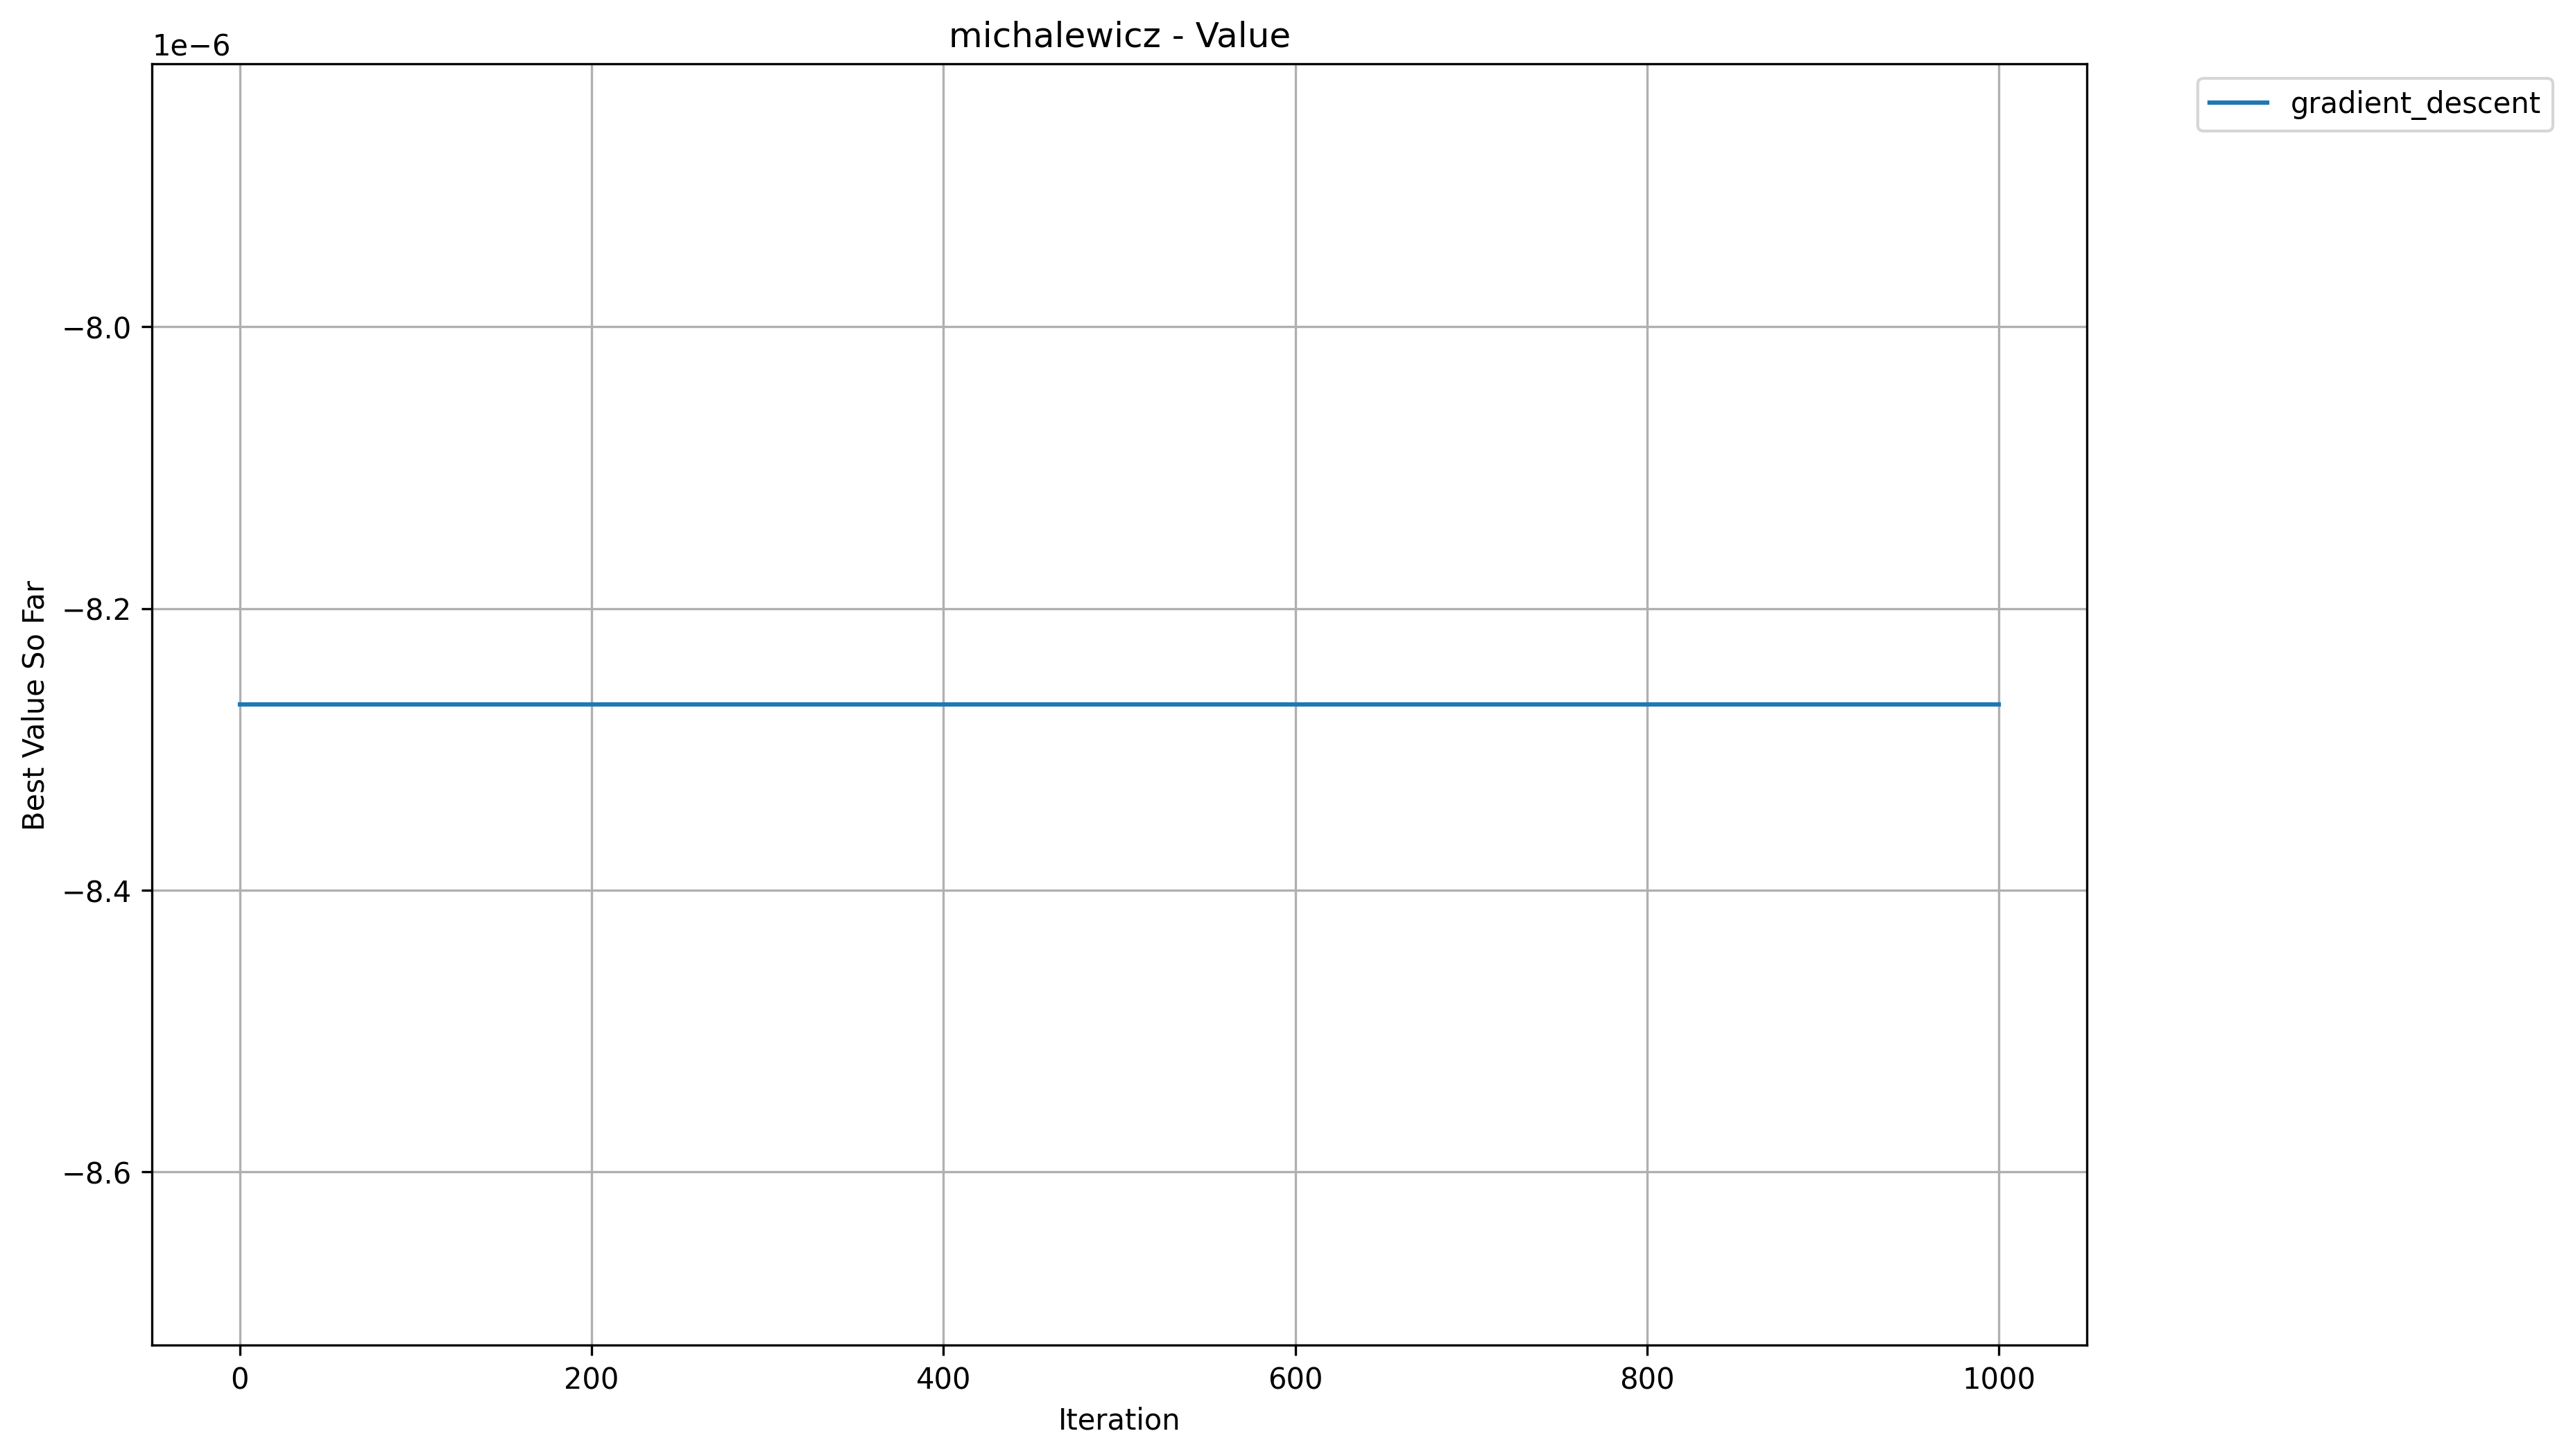 michalewicz - Value
1e−6
gradient_descent
Best Value So Far
−8.0
−8.2
−8.4
−8.6
0 200 400 600 800 1000
Iteration